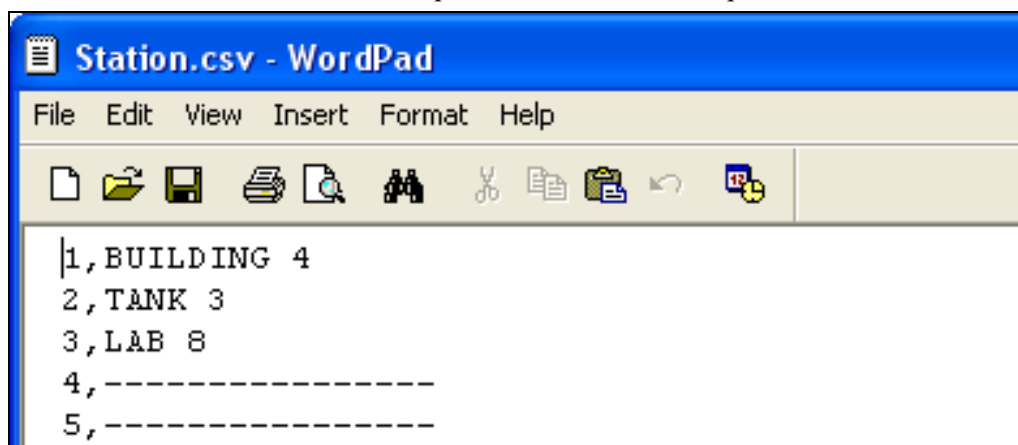 Station.csv - WordPad
File Edit View Insert Format Help
12
1,BUILDING 4
2,TANK 3
3,LAB 8
4,----------------
5,----------------